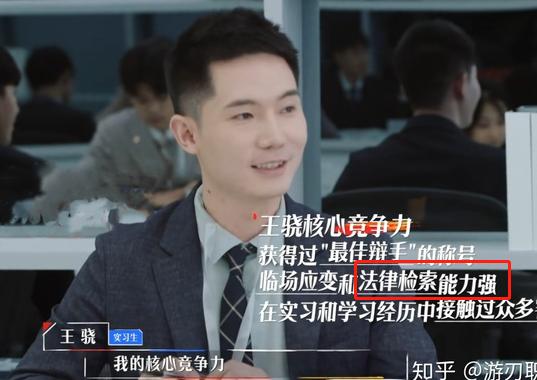 王骁核心竞争力
获得过"最佳辩手"的称号
临场应变和法律检索能力强
在实习和学习经历中接触过众多
王骁 实习生
我的核心竞争力
知乎 @游刃职